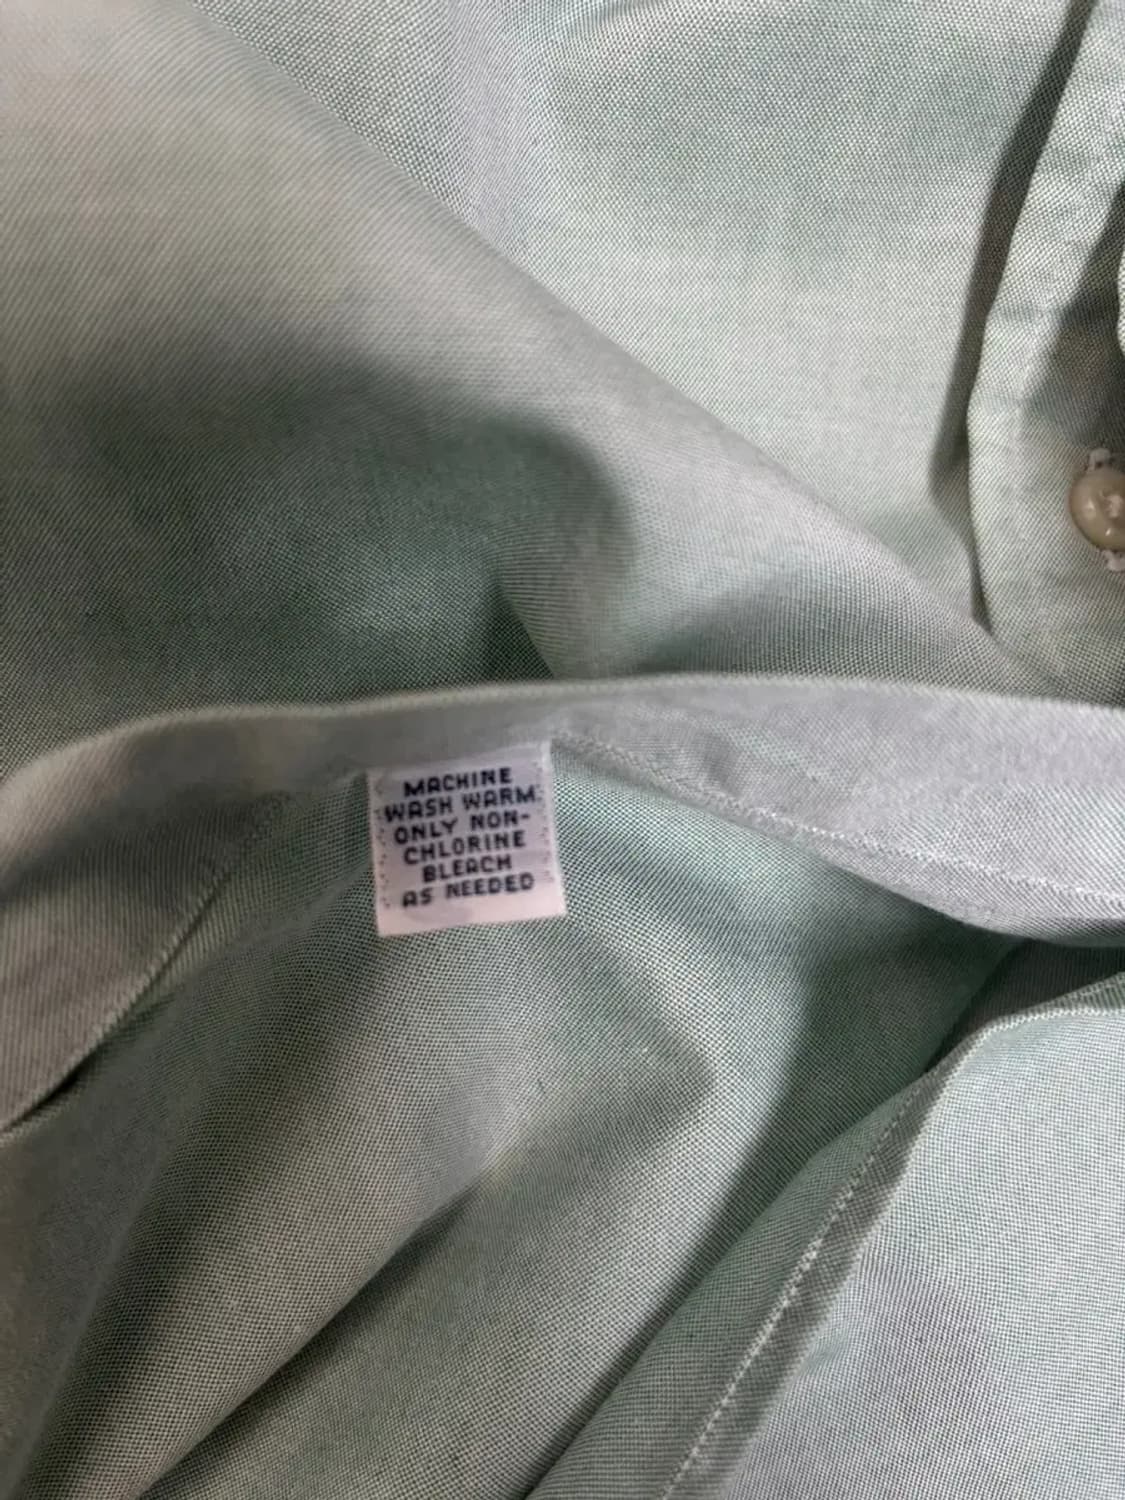 MACHINE
WASH WARM
ONLY NON-
CHLORINE
BLEACH
AS NEEDED